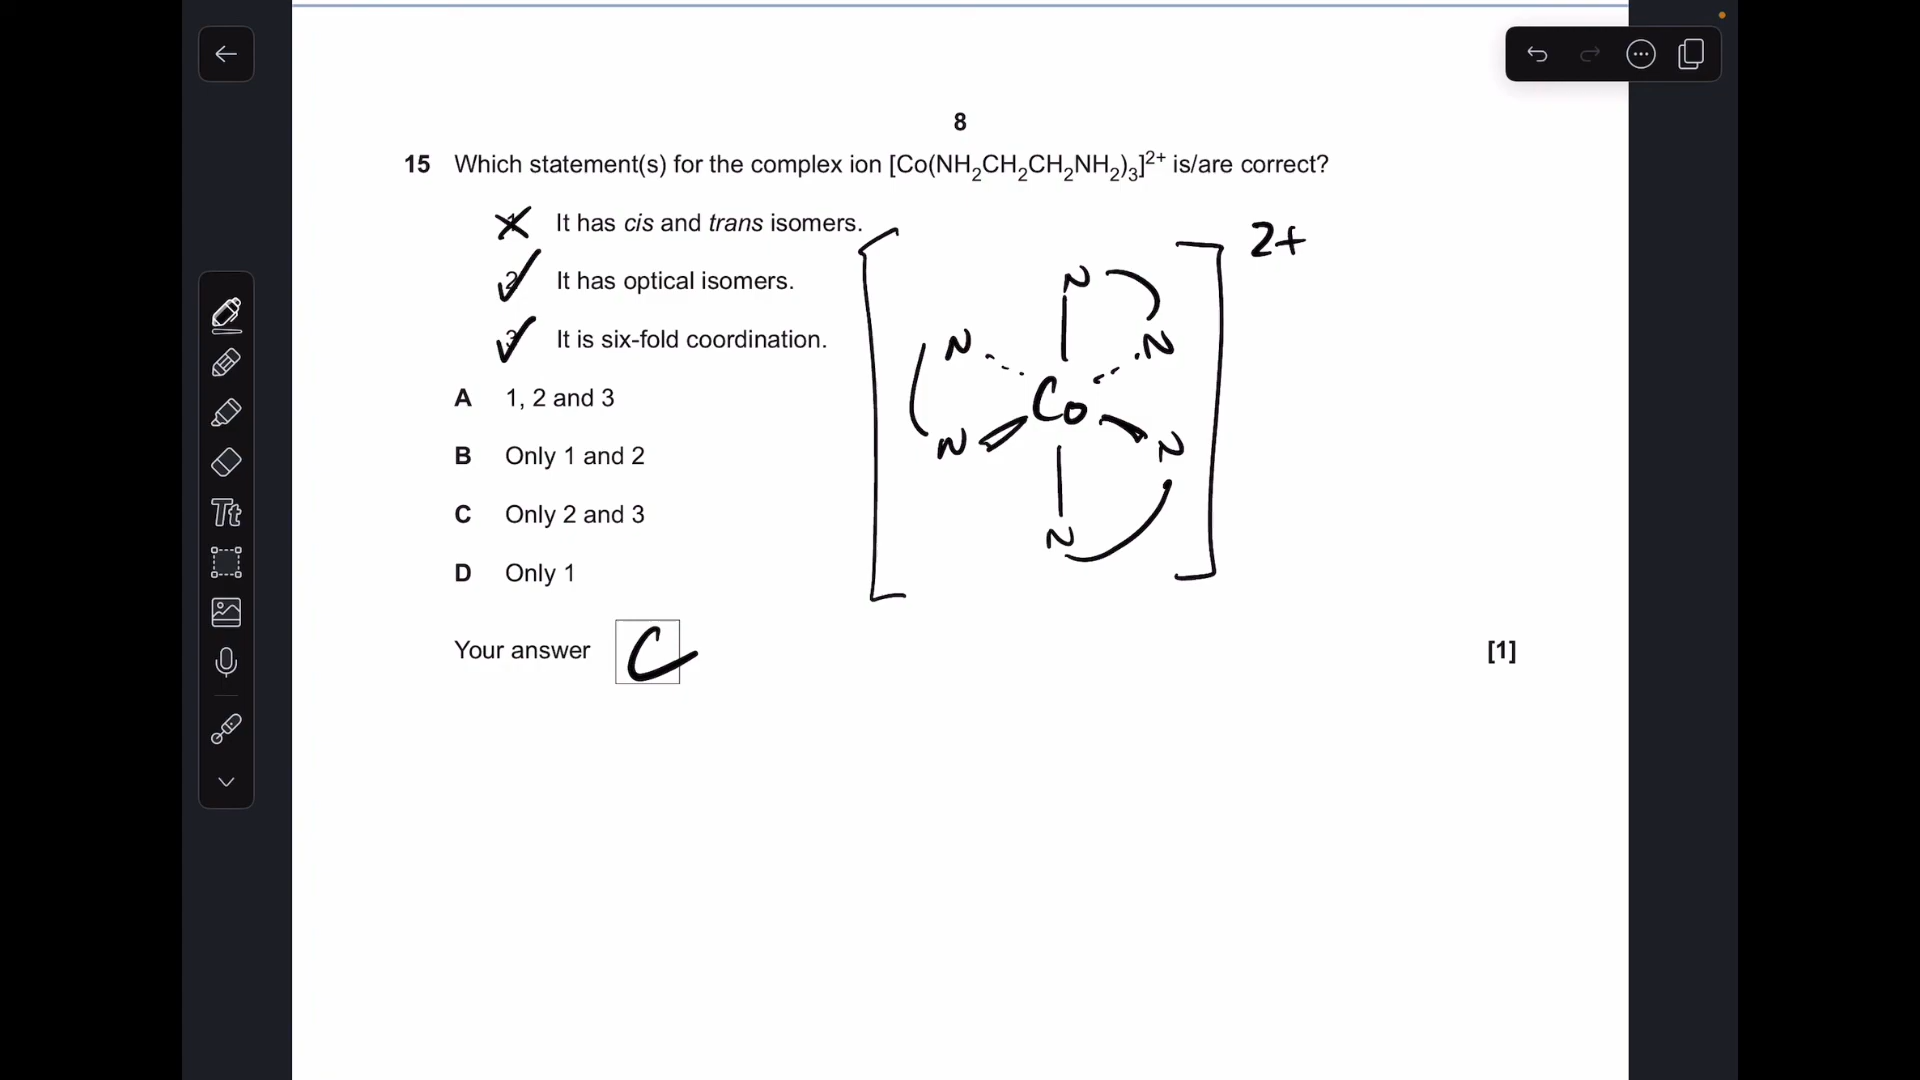 8
15 Which statement(s) for the complex ion [Co(NH₂CH₂CH₂NH₂)₃]²⁺ is/are correct?
1 It has cis and trans isomers.
2 It has optical isomers.
3 It is six-fold coordination.
2+
N
N N
Co
N N
N
A 1, 2 and 3
B Only 1 and 2
C Only 2 and 3
D Only 1
Your answer C [1]
Tt